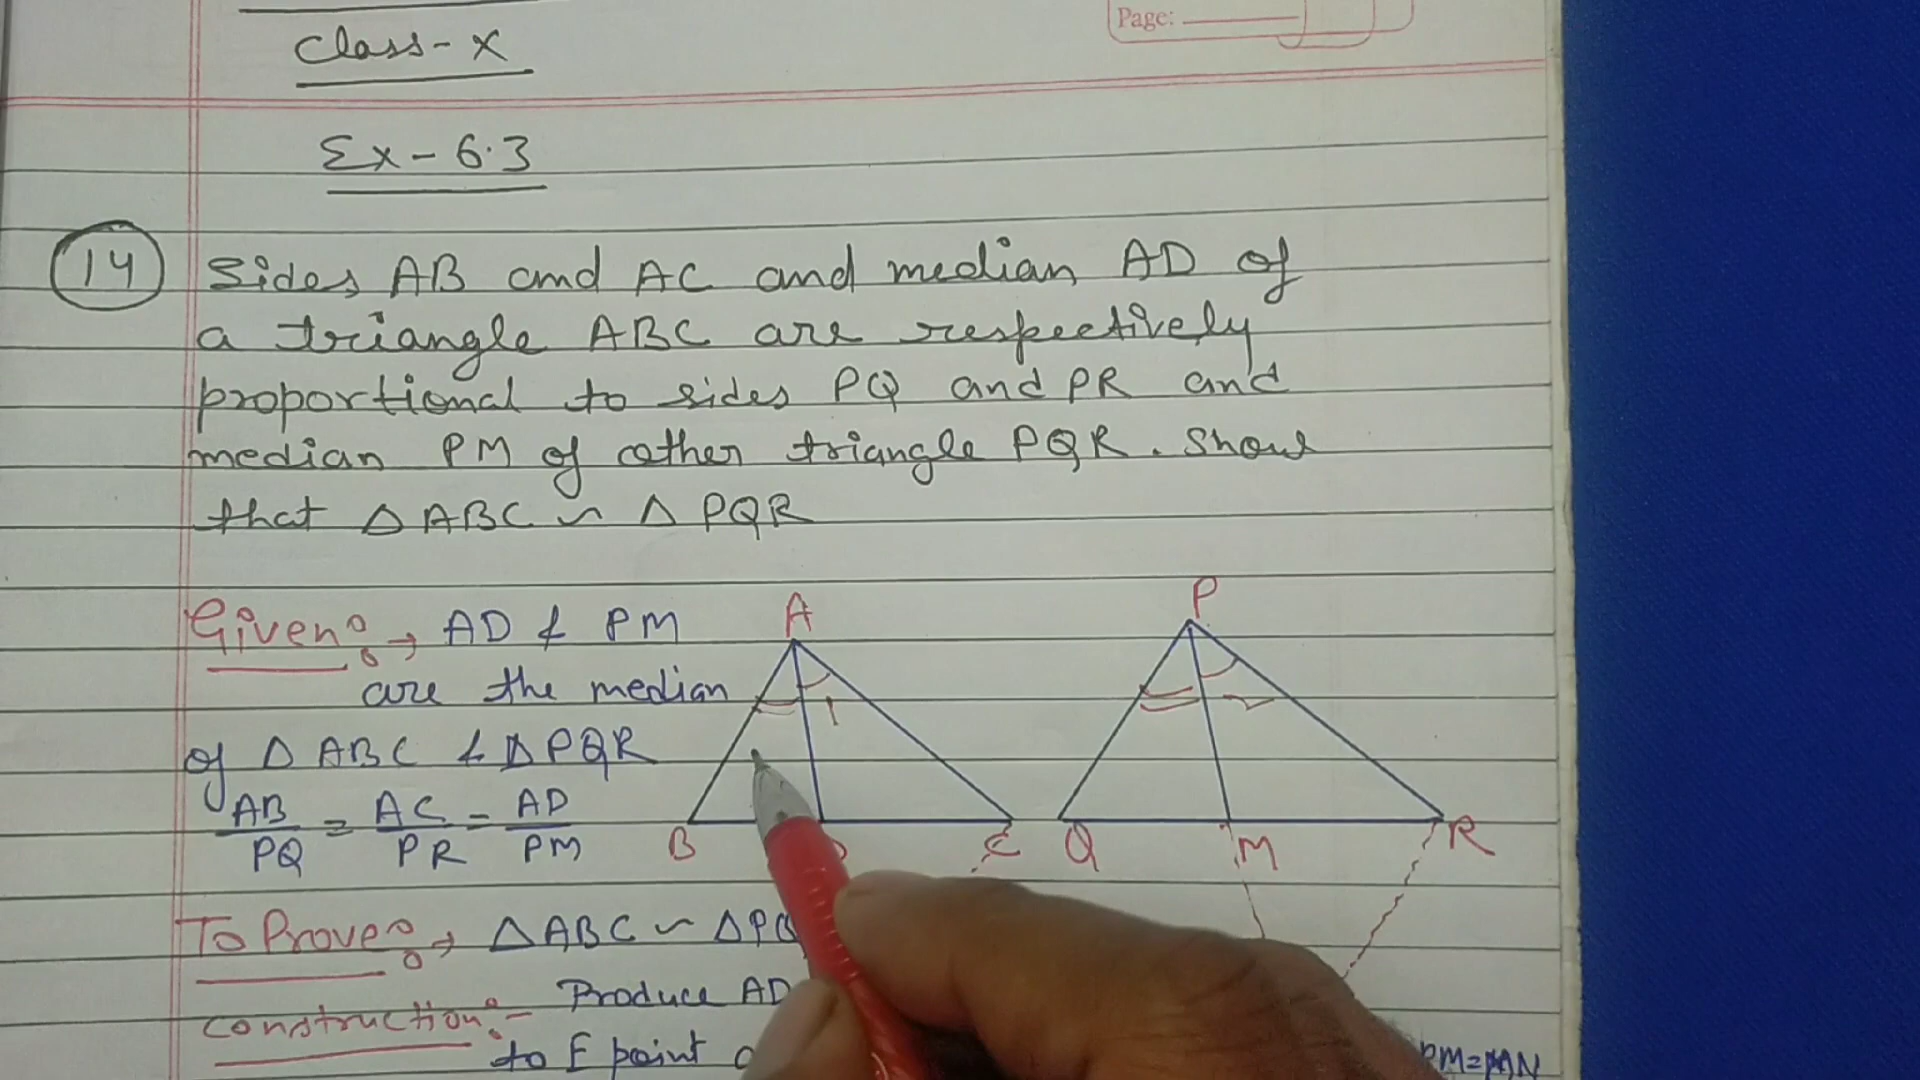 Page:
Class-X
Ex-6.3
14 Sides AB and AC and median AD of
a triangle ABC are respectively
proportional to sides PQ and PR and
median PM of other triangle PQR. Show
that △ABC ~ △PQR
Given:→ AD & PM
are the median
of △ABC & △PQR
AB/PQ = AC/PR = AD/PM
A
B
C
P
Q
M
R
1
2
To Prove:→ △ABC ~ △PQ
Construction:- Produce AD
to E point